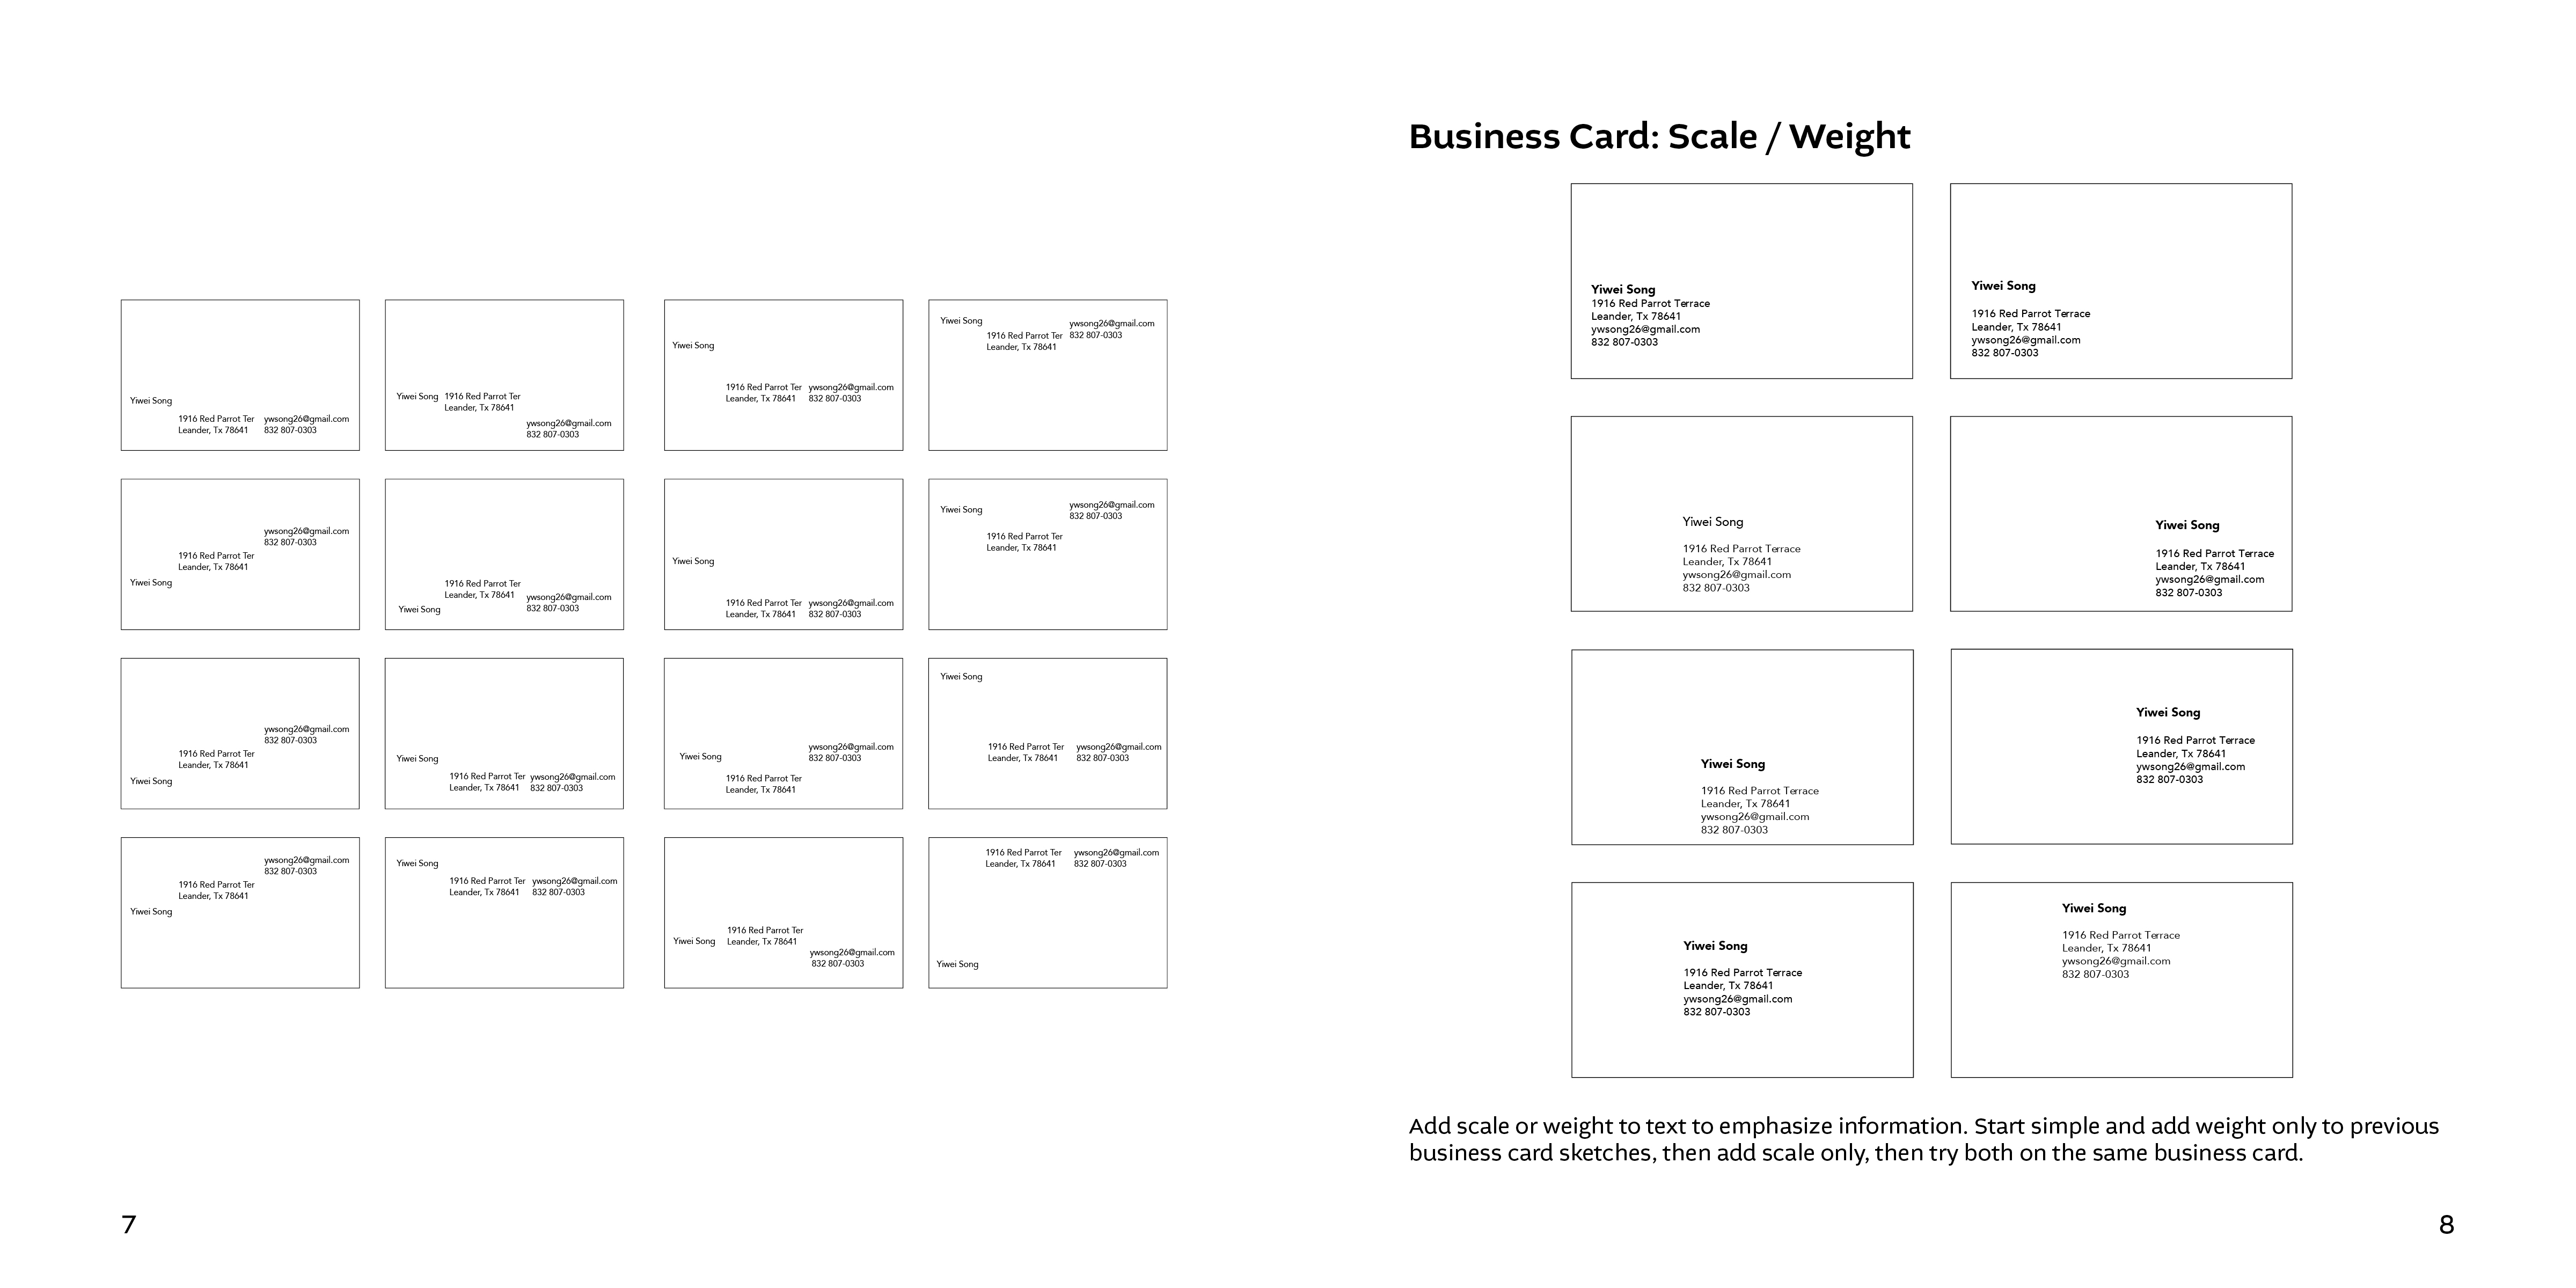 Yiwei Song
1916 Red Parrot Ter
Leander, Tx 78641
ywsong26@gmail.com
832 807-0303
Yiwei Song
1916 Red Parrot Ter
Leander, Tx 78641
ywsong26@gmail.com
832 807-0303
Yiwei Song
1916 Red Parrot Ter
Leander, Tx 78641
ywsong26@gmail.com
832 807-0303
Yiwei Song
1916 Red Parrot Ter
Leander, Tx 78641
ywsong26@gmail.com
832 807-0303
ywsong26@gmail.com
832 807-0303
1916 Red Parrot Ter
Leander, Tx 78641
Yiwei Song
1916 Red Parrot Ter
Leander, Tx 78641
Yiwei Song
ywsong26@gmail.com
832 807-0303
Yiwei Song
1916 Red Parrot Ter
Leander, Tx 78641
ywsong26@gmail.com
832 807-0303
Yiwei Song
ywsong26@gmail.com
832 807-0303
1916 Red Parrot Ter
Leander, Tx 78641
ywsong26@gmail.com
832 807-0303
1916 Red Parrot Ter
Leander, Tx 78641
Yiwei Song
Yiwei Song
1916 Red Parrot Ter
Leander, Tx 78641
ywsong26@gmail.com
832 807-0303
Yiwei Song
ywsong26@gmail.com
832 807-0303
1916 Red Parrot Ter
Leander, Tx 78641
Yiwei Song
1916 Red Parrot Ter
Leander, Tx 78641
ywsong26@gmail.com
832 807-0303
ywsong26@gmail.com
832 807-0303
1916 Red Parrot Ter
Leander, Tx 78641
Yiwei Song
Yiwei Song
1916 Red Parrot Ter
Leander, Tx 78641
ywsong26@gmail.com
832 807-0303
Yiwei Song
1916 Red Parrot Ter
Leander, Tx 78641
ywsong26@gmail.com
832 807-0303
1916 Red Parrot Ter
Leander, Tx 78641
ywsong26@gmail.com
832 807-0303
Yiwei Song
7
Business Card: Scale / Weight
Yiwei Song
1916 Red Parrot Terrace
Leander, Tx 78641
ywsong26@gmail.com
832 807-0303
Yiwei Song
1916 Red Parrot Terrace
Leander, Tx 78641
ywsong26@gmail.com
832 807-0303
Yiwei Song
1916 Red Parrot Terrace
Leander, Tx 78641
ywsong26@gmail.com
832 807-0303
Yiwei Song
1916 Red Parrot Terrace
Leander, Tx 78641
ywsong26@gmail.com
832 807-0303
Yiwei Song
1916 Red Parrot Terrace
Leander, Tx 78641
ywsong26@gmail.com
832 807-0303
Yiwei Song
1916 Red Parrot Terrace
Leander, Tx 78641
ywsong26@gmail.com
832 807-0303
Yiwei Song
1916 Red Parrot Terrace
Leander, Tx 78641
ywsong26@gmail.com
832 807-0303
Yiwei Song
1916 Red Parrot Terrace
Leander, Tx 78641
ywsong26@gmail.com
832 807-0303
Add scale or weight to text to emphasize information. Start simple and add weight only to previous
business card sketches, then add scale only, then try both on the same business card.
8